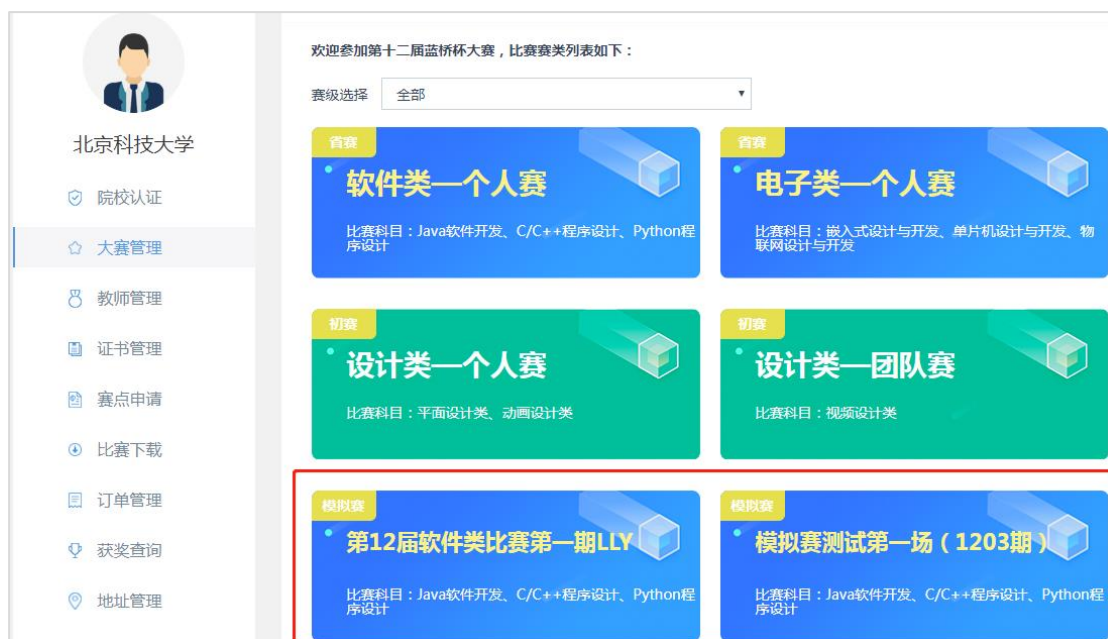 欢迎参加第十二届蓝桥杯大赛，比赛赛类列表如下：
赛级选择 全部
北京科技大学
院校认证
大赛管理
教师管理
证书管理
赛点申请
比赛下载
订单管理
获奖查询
地址管理
省赛
软件类—个人赛
比赛科目：Java软件开发、C/C++程序设计、Python程
序设计
省赛
电子类—个人赛
比赛科目：嵌入式设计与开发、单片机设计与开发、物
联网设计与开发
初赛
设计类—个人赛
比赛科目：平面设计类、动画设计类
初赛
设计类—团队赛
比赛科目：视频设计类
模拟赛
第12届软件类比赛第一期LLY
比赛科目：Java软件开发、C/C++程序设计、Python程
序设计
模拟赛
模拟赛测试第一场（1203期）
比赛科目：Java软件开发、C/C++程序设计、Python程
序设计